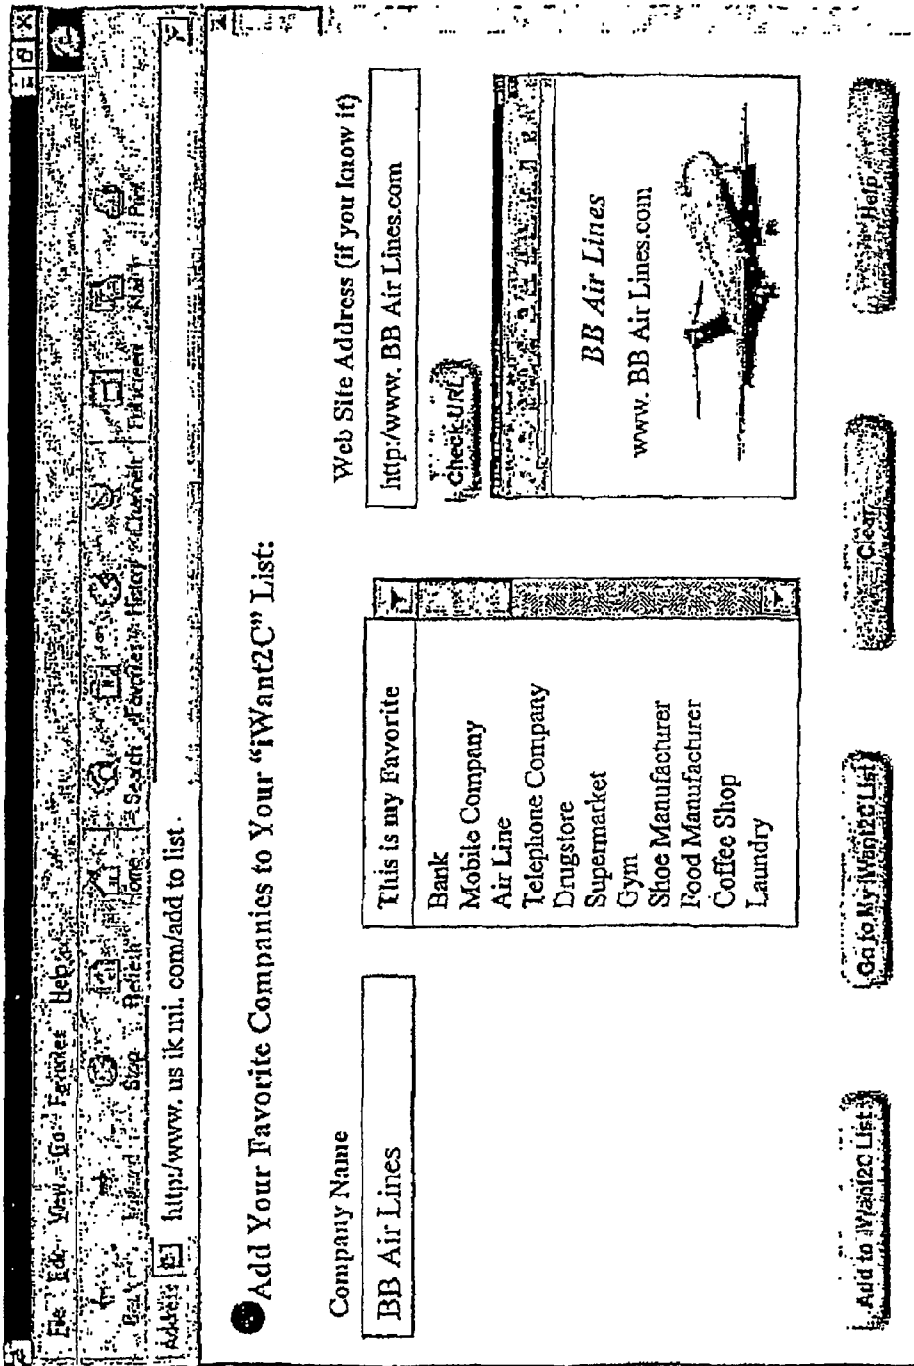 File Edit View Go Favorites Help
Back Forward Stop Refresh Home Search Favorites History Channels Fullscreen Mail Print
Address http:/www. us ikmi. com/add to list
Add Your Favorite Companies to Your “iWant2C” List:
Company Name
BB Air Lines
This is my Favorite
Bank
Mobile Company
Air Line
Telephone Company
Drugstore
Supermarket
Gym
Shoe Manufacturer
Food Manufacturer
Coffee Shop
Laundry
Web Site Address (if you know it)
http:/www. BB Air Lines.com
Check URL
BB Air Lines
www. BB Air Lines.com
Add to iWant2C List
Go to My iWant2C List
Clear
Help